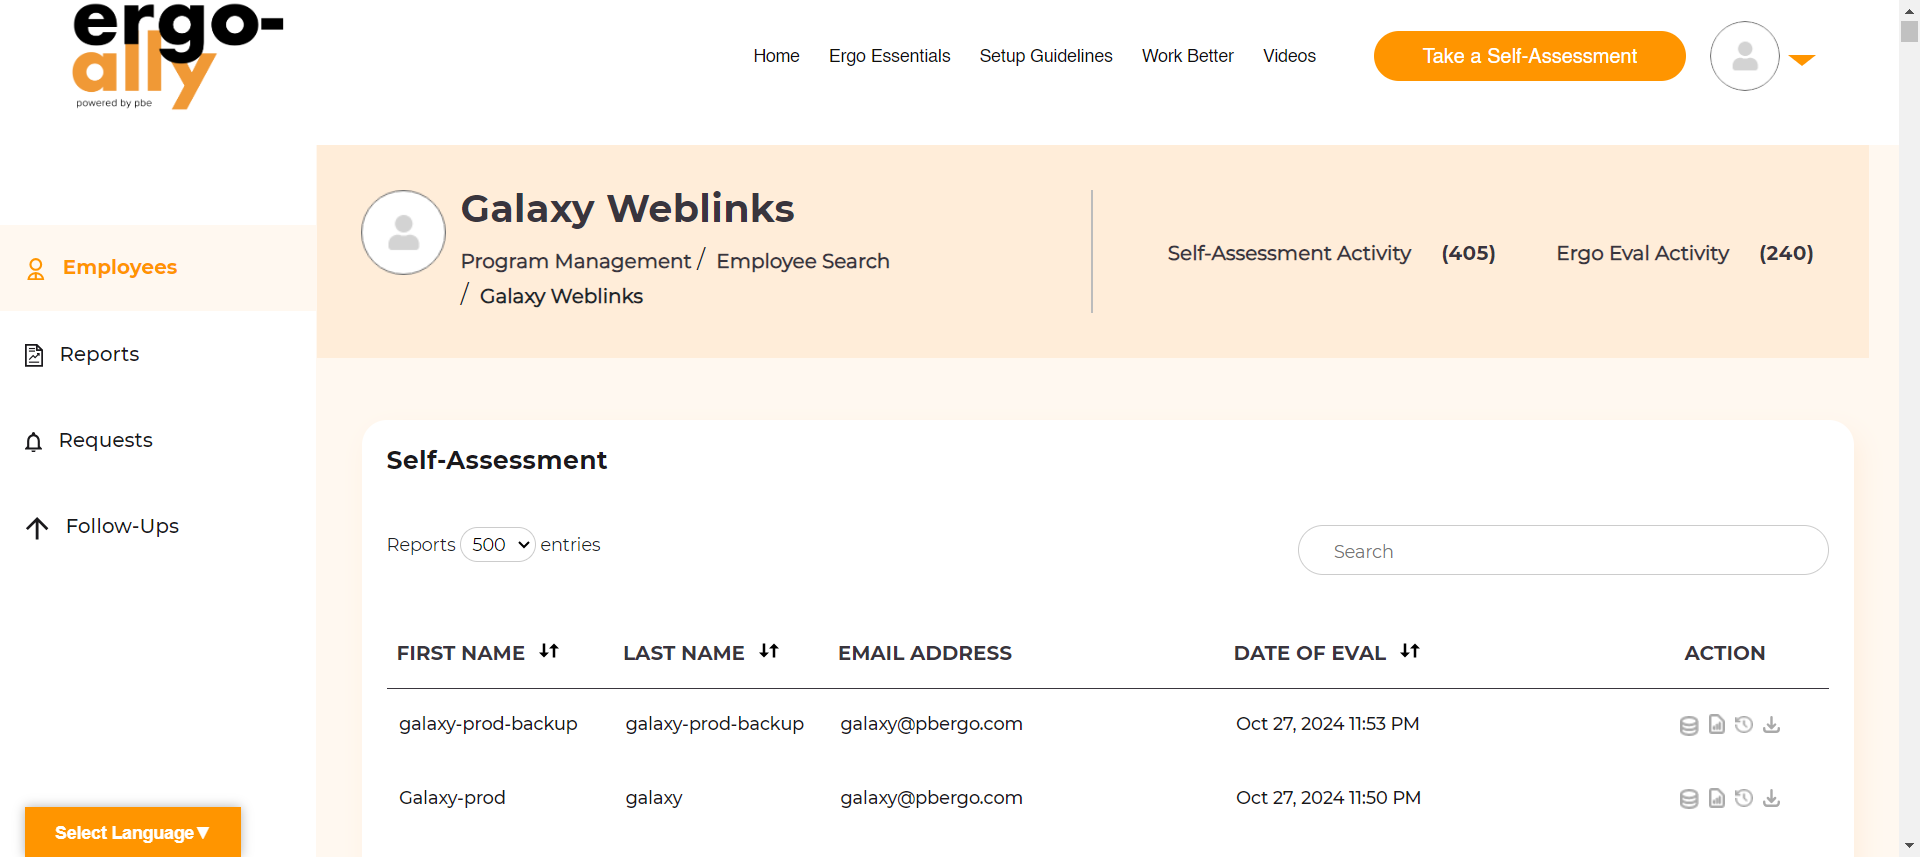 ergo-
ally
powered by pbe
Home
Ergo Essentials
Setup Guidelines
Work Better
Videos
Take a Self-Assessment
Employees
Reports
Requests
Follow-Ups
Select Language▼
Galaxy Weblinks
Program Management / Employee Search
/ Galaxy Weblinks
Self-Assessment Activity (405)
Ergo Eval Activity (240)
Self-Assessment
Reports 500 entries
Search
FIRST NAME LAST NAME EMAIL ADDRESS DATE OF EVAL ACTION
galaxy-prod-backup galaxy-prod-backup galaxy@pbergo.com Oct 27, 2024 11:53 PM
Galaxy-prod galaxy galaxy@pbergo.com Oct 27, 2024 11:50 PM